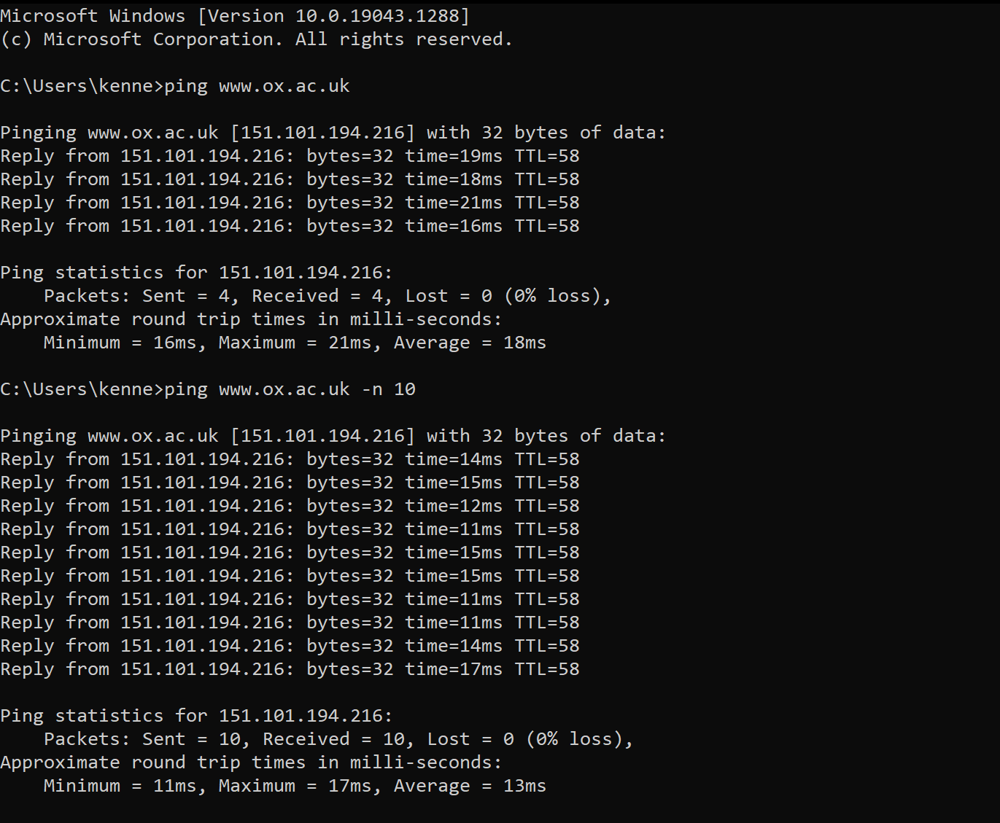 Microsoft Windows [Version 10.0.19043.1288]
(c) Microsoft Corporation. All rights reserved.
C:\Users\kenne>ping www.ox.ac.uk
Pinging www.ox.ac.uk [151.101.194.216] with 32 bytes of data:
Reply from 151.101.194.216: bytes=32 time=19ms TTL=58
Reply from 151.101.194.216: bytes=32 time=18ms TTL=58
Reply from 151.101.194.216: bytes=32 time=21ms TTL=58
Reply from 151.101.194.216: bytes=32 time=16ms TTL=58
Ping statistics for 151.101.194.216:
    Packets: Sent = 4, Received = 4, Lost = 0 (0% loss),
Approximate round trip times in milli-seconds:
    Minimum = 16ms, Maximum = 21ms, Average = 18ms
C:\Users\kenne>ping www.ox.ac.uk -n 10
Pinging www.ox.ac.uk [151.101.194.216] with 32 bytes of data:
Reply from 151.101.194.216: bytes=32 time=14ms TTL=58
Reply from 151.101.194.216: bytes=32 time=15ms TTL=58
Reply from 151.101.194.216: bytes=32 time=12ms TTL=58
Reply from 151.101.194.216: bytes=32 time=11ms TTL=58
Reply from 151.101.194.216: bytes=32 time=15ms TTL=58
Reply from 151.101.194.216: bytes=32 time=15ms TTL=58
Reply from 151.101.194.216: bytes=32 time=11ms TTL=58
Reply from 151.101.194.216: bytes=32 time=11ms TTL=58
Reply from 151.101.194.216: bytes=32 time=14ms TTL=58
Reply from 151.101.194.216: bytes=32 time=17ms TTL=58
Ping statistics for 151.101.194.216:
    Packets: Sent = 10, Received = 10, Lost = 0 (0% loss),
Approximate round trip times in milli-seconds:
    Minimum = 11ms, Maximum = 17ms, Average = 13ms